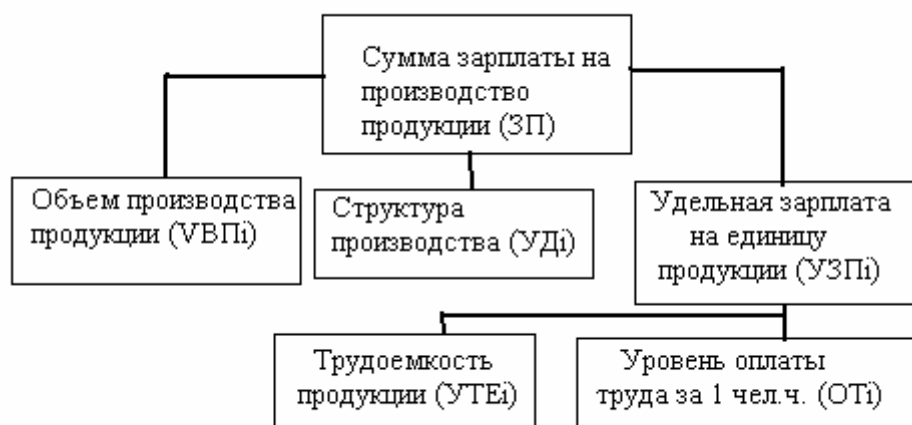 Сумма зарплаты на
производство
продукции (ЗП)
Объем производства
продукции (VВПi)
Структура
производства (УДi)
Удельная зарплата
на единицу
продукции (УЗПi)
Трудоемкость
продукции (УТЕi)
Уровень оплаты
труда за 1 чел.ч. (ОТi)